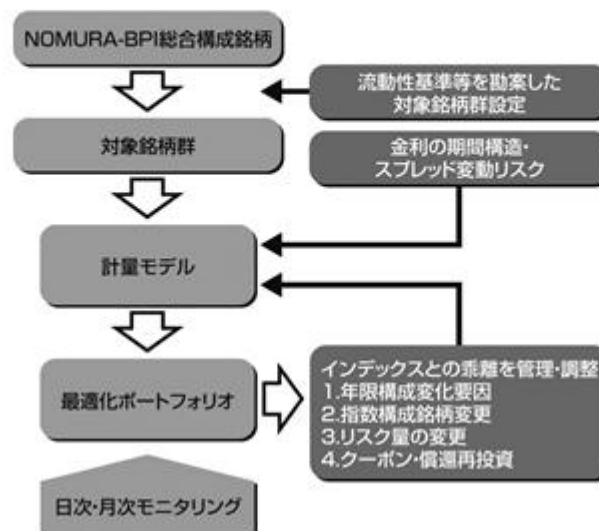 NOMURA-BPI総合構成銘柄
流動性基準等を勘案した
対象銘柄群設定
対象銘柄群
金利の期間構造・
スプレッド変動リスク
計量モデル
最適化ポートフォリオ
インデックスとの乖離を管理・調整
1.年限構成変化要因
2.指数構成銘柄変更
3.リスク量の変更
4.クーポン・償還再投資
日次・月次モニタリング